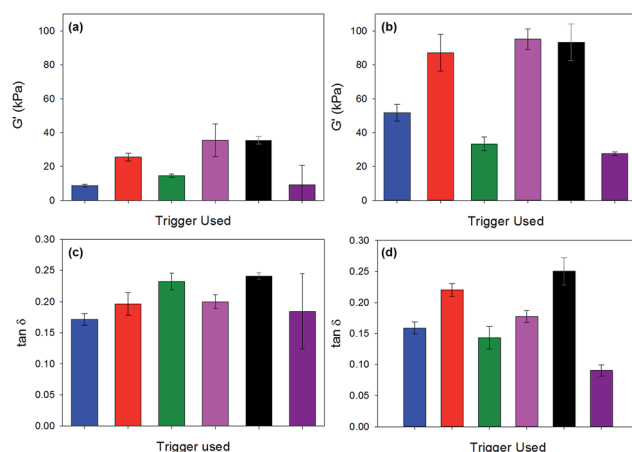 (a)
100
80
60
40
20
0
G' (kPa)
Trigger Used
(b)
100
80
60
40
20
0
G' (kPa)
Trigger Used
(c)
0.30
0.25
0.20
0.15
0.10
0.05
0.00
tan δ
Trigger used
(d)
0.30
0.25
0.20
0.15
0.10
0.05
0.00
tan δ
Trigger Used